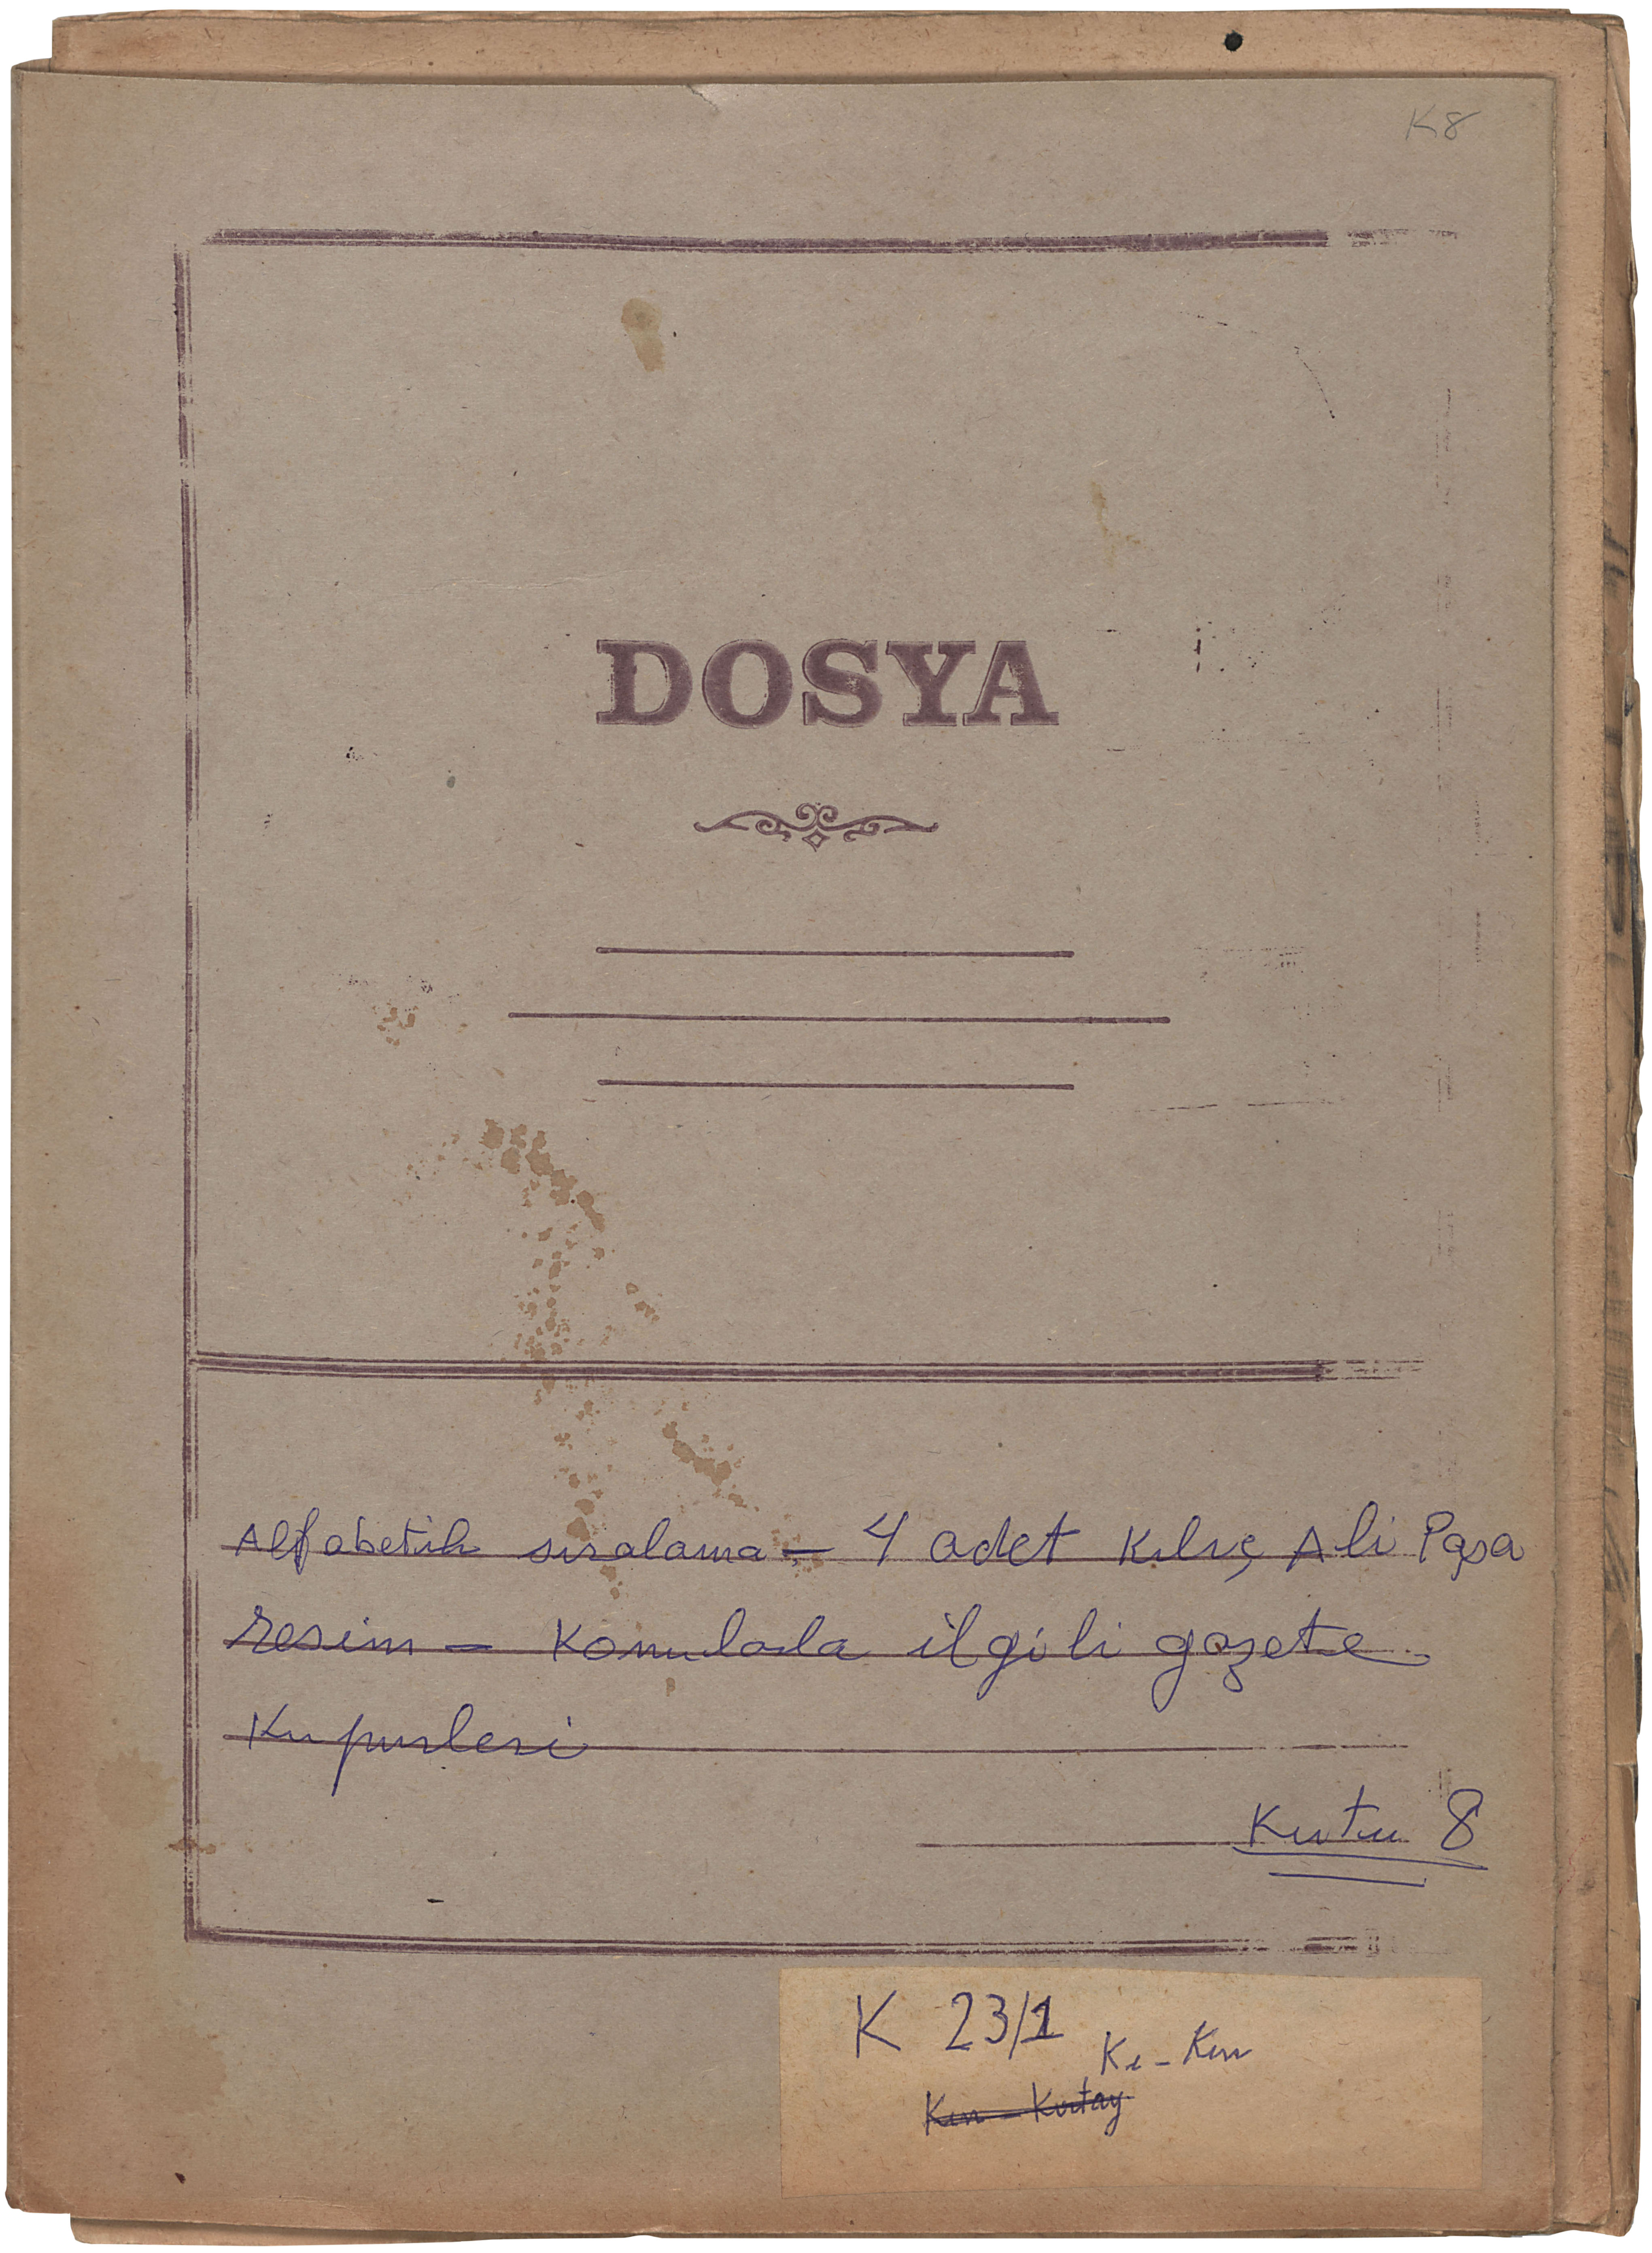 K8
DOSYA
Alfabetik sıralama - 4 adet Kılıç Ali Paşa
resim - Konularla ilgili gazete
Kupurleri
Kutu 8
K 23/1
Kı - Kın
Kın - Kutay